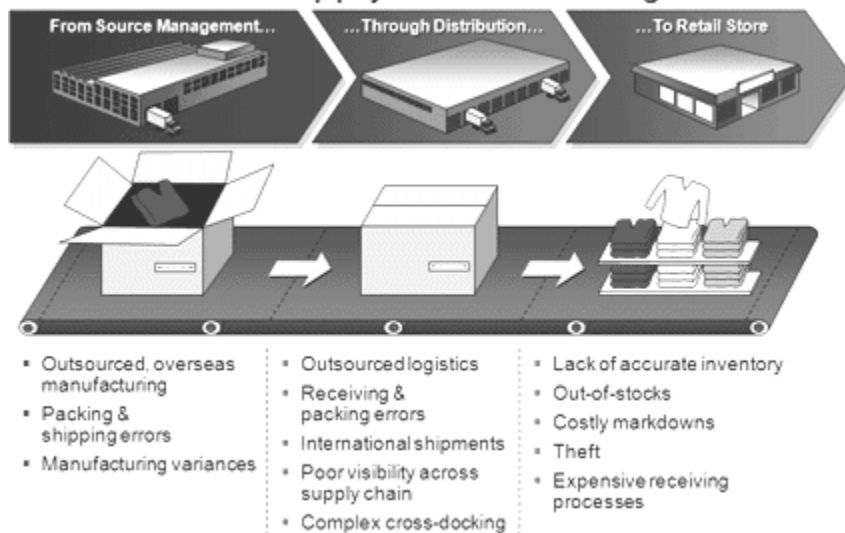 From Source Management...
...Through Distribution...
...To Retail Store
▪ Outsourced, overseas
manufacturing
▪ Packing &
shipping errors
▪ Manufacturing variances
▪ Outsourced logistics
▪ Receiving &
packing errors
▪ International shipments
▪ Poor visibility across
supply chain
▪ Complex cross-docking
▪ Lack of accurate inventory
▪ Out-of-stocks
▪ Costly markdowns
▪ Theft
▪ Expensive receiving
processes